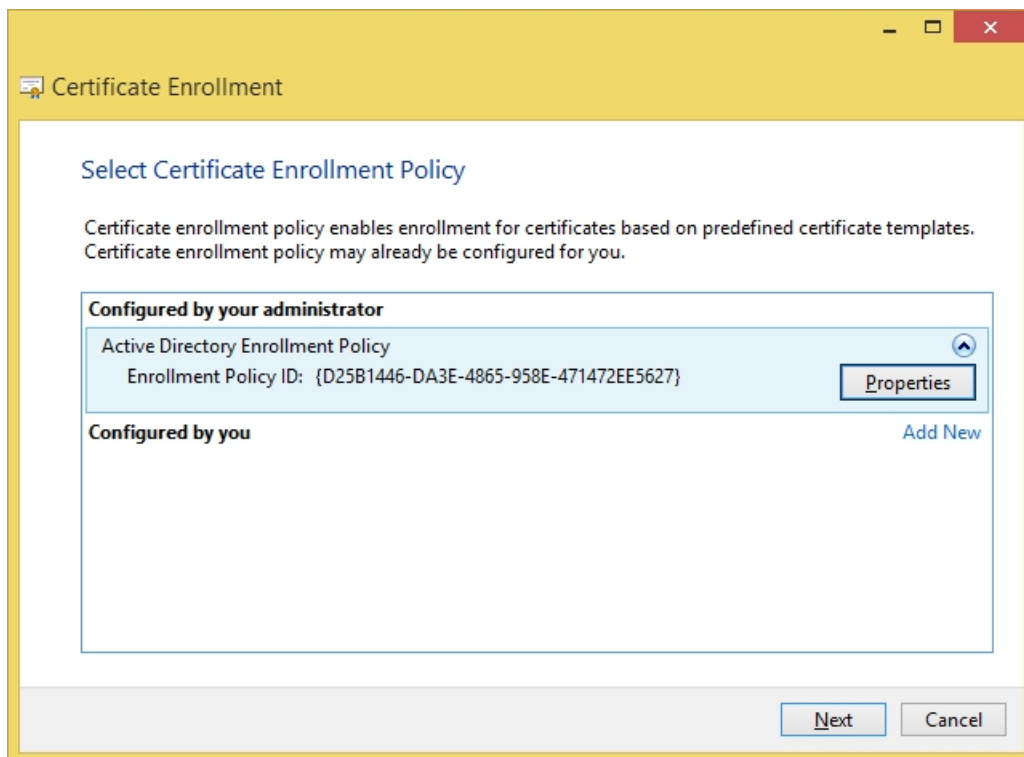 Certificate Enrollment
Select Certificate Enrollment Policy
Certificate enrollment policy enables enrollment for certificates based on predefined certificate templates.
Certificate enrollment policy may already be configured for you.
Configured by your administrator
Active Directory Enrollment Policy
Enrollment Policy ID: {D25B1446-DA3E-4865-958E-471472EE5627}
Properties
Configured by you
Add New
Next
Cancel